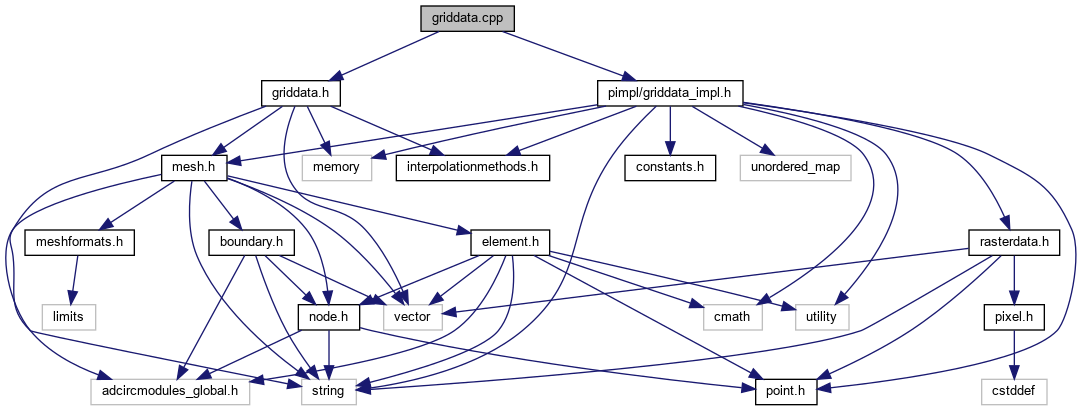 griddata.cpp
griddata.h
pimpl/griddata_impl.h
mesh.h
memory
interpolationmethods.h
constants.h
unordered_map
meshformats.h
boundary.h
element.h
rasterdata.h
limits
node.h
vector
cmath
utility
pixel.h
adcircmodules_global.h
string
point.h
cstddef